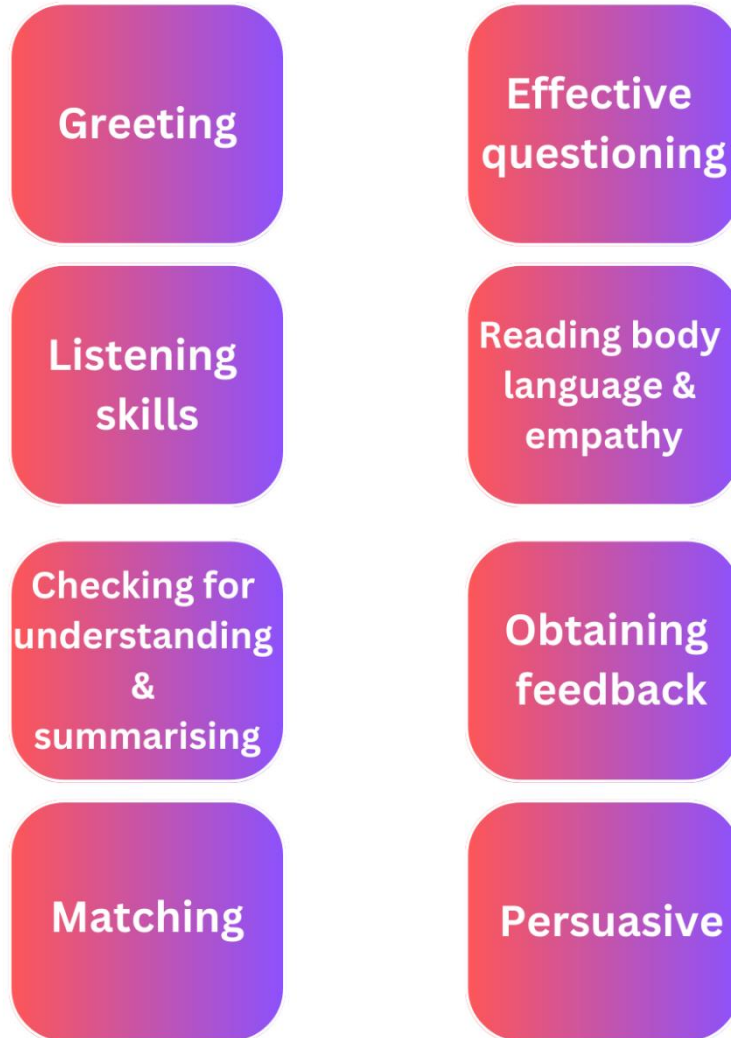 Greeting
Effective
questioning
Listening
skills
Reading body
language &
empathy
Checking for
understanding
&
summarising
Obtaining
feedback
Matching
Persuasive